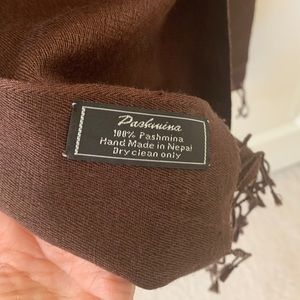 Pashmina
100% Pashmina
Hand Made in Nepal
Dry clean only